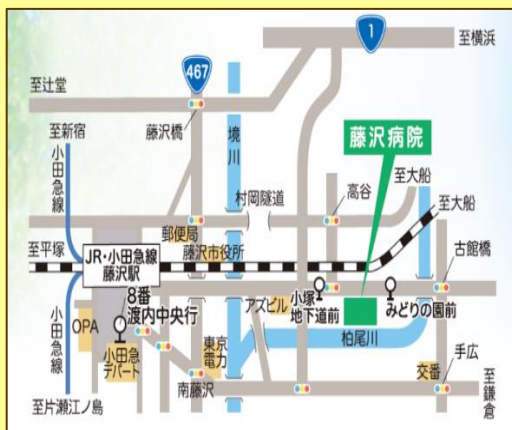 1
至横浜
467
至辻堂
藤沢橋
境川
藤沢病院
至新宿
小田急線
村岡隧道
高谷
至大船
至大船
郵便局
至平塚
JR・小田急線
藤沢駅
藤沢市役所
古館橋
8番
渡内中央行
アズビル
小塚
地下道前
みどりの園前
OPA
小田急線
小田急
デパート
東京
電力
柏尾川
手広
交番
南藤沢
至片瀬江ノ島
至鎌倉